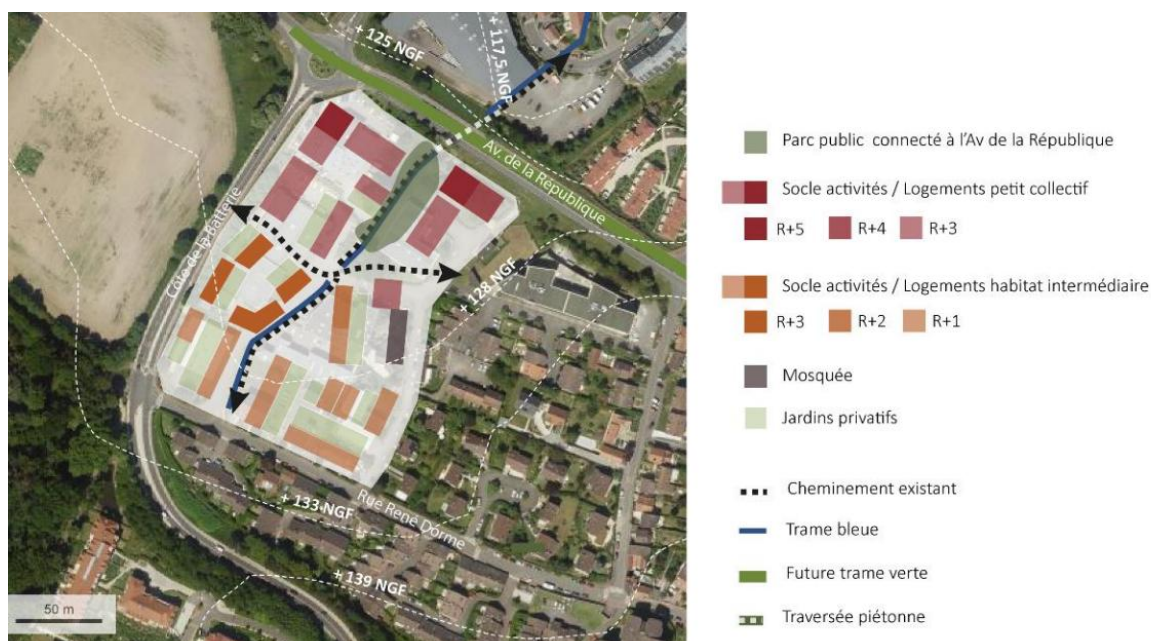 + 125 NGF
+ 117,5 NGF
Av. de la République
Côte de la Batterie
+ 128 NGF
+ 133 NGF
Rue René Dorme
+ 139 NGF
50 m
Parc public connecté à l'Av de la République
Socle activités / Logements petit collectif
R+5 R+4 R+3
Socle activités / Logements habitat intermédiaire
R+3 R+2 R+1
Mosquée
Jardins privatifs
Cheminement existant
Trame bleue
Future trame verte
Traversée piétonne